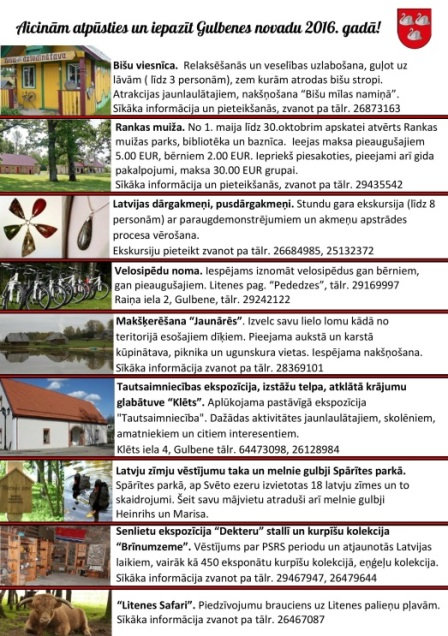 Aicinām atpūsties un iepazīt Gulbenes novadu 2016. gadā!
Bišu viesnīca. Relaksēšanās un veselības uzlabošana, guļot uz
lāvām ( līdz 3 personām), zem kurām atrodas bišu stropi.
Atrakcijas jaunlaulātajiem, nakšņošana "Bišu mīlas namiņā".
Sīkāka informācija un pieteikšanās, zvanot pa tālr. 26873163
Rankas muiža. No 1. maija līdz 30.oktobrim apskatei atvērts Rankas
muižas parks, bibliotēka un baznīca. Ieejas maksa pieaugušajiem
5.00 EUR, bērniem 2.00 EUR. Iepriekš piesakoties, pieejami arī gida
pakalpojumi, maksa 30.00 EUR grupai.
Sīkāka informācija un pieteikšanās, zvanot pa tālr. 29435542
Latvijas dārgakmeņi, pusdārgakmeņi. Stundu gara ekskursija (līdz 8
personām) ar paraugdemonstrējumiem un akmeņu apstrādes
procesa vērošanu.
Ekskursiju pieteikt zvanot pa tālr. 26684985, 25132372
Velosipēdu noma. Iespējams iznomāt velosipēdus gan bērniem,
gan pieaugušajiem. Litenes pag. "Pededzes", tālr. 29169997
Raiņa iela 2, Gulbene, tālr. 29242122
Makšķerēšana "Jaunārēs". Izvelc savu lielo lomu kādā no
teritorijā esošajiem dīķiem. Pieejama aukstā un karstā
kūpinātava, piknika un ugunskura vietas. Iespējama nakšņošana.
Sīkāka informācija zvanot pa tālr. 28369101
Tautsaimniecības ekspozīcija, izstāžu telpa, atklātā krājumu
glabātuve "Klēts". Aplūkojama pastāvīgā ekspozīcija
"Tautsaimniecība". Dažādas aktivitātes jaunlaulātajiem, skolēniem,
amatniekiem un citiem interesentiem.
Klēts iela 4, Gulbene tālr. 64473098, 26128984
Latvju zīmju vēstījumu taka un melnie gulbji Spārītes parkā.
Spārītes parkā, ap Svēto ezeru izvietotas 18 latvju zīmes un to
skaidrojumi. Šeit savu mājvietu atraduši arī melnie gulbji
Heinrihs un Marisa.
Senlietu ekspozīcija "Dekteru" stallī un kurpīšu kolekcija
"Brīnumzeme". Vēstījums par PSRS periodu un atjaunotās Latvijas
laikiem, vairāk kā 450 eksponātu kurpīšu kolekcijā, eņģeļu kolekcija.
Sīkāka informācija zvanot pa tālr. 29467947, 26479644
"Litenes Safari". Piedzīvojumu brauciens uz Litenes palieņu pļavām.
Sīkāka informācija zvanot pa tālr. 26467087